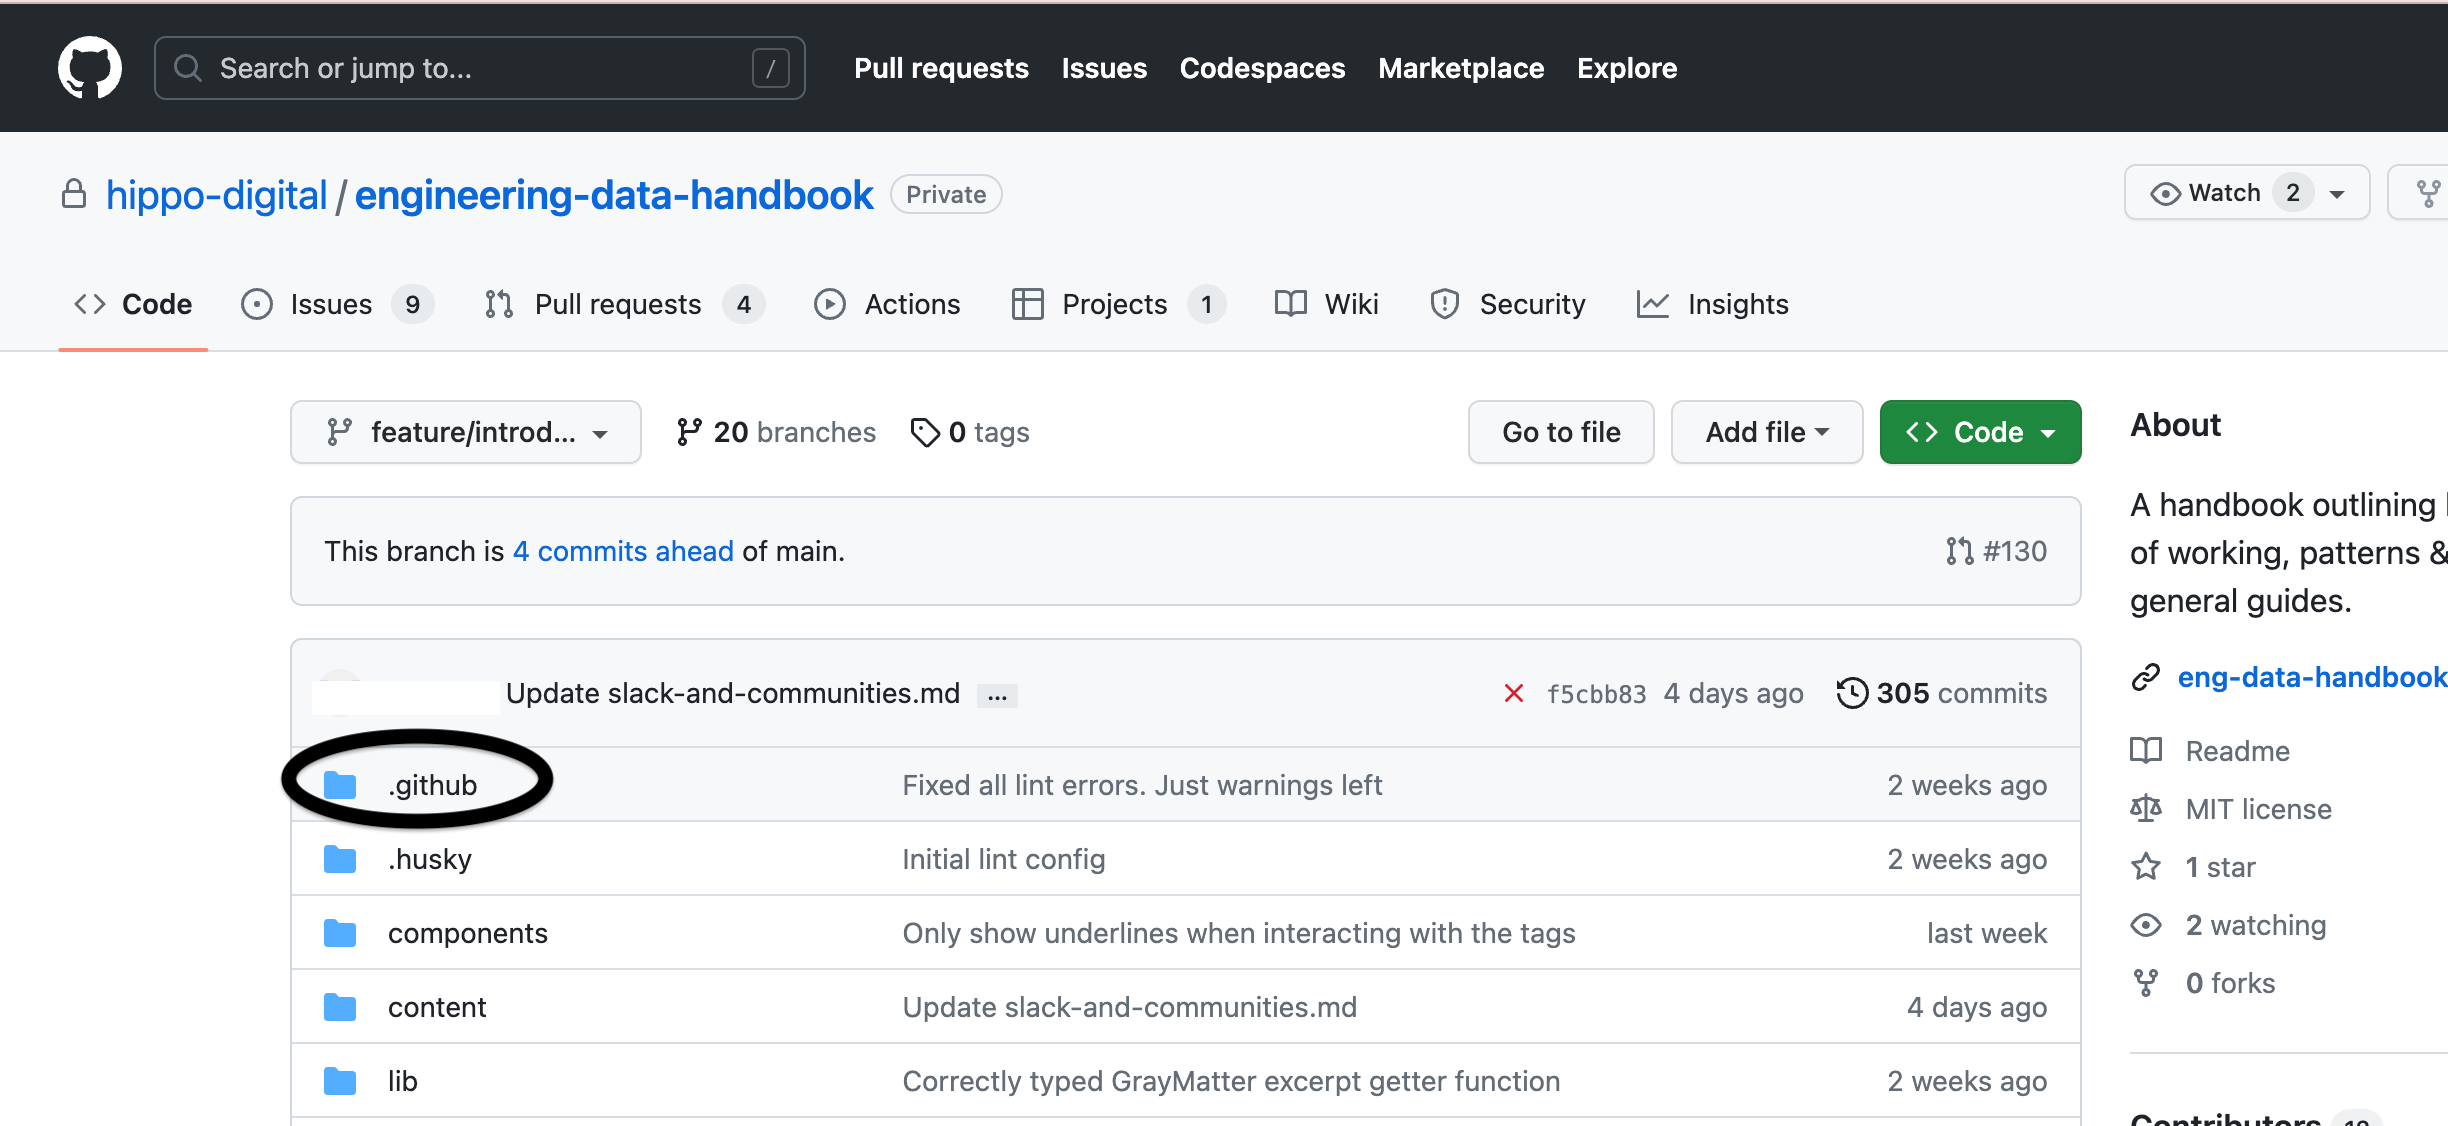 Search or jump to... /
Pull requests Issues Codespaces Marketplace Explore
hippo-digital / engineering-data-handbook Private
Watch 2
Code Issues 9 Pull requests 4 Actions Projects 1 Wiki Security Insights
feature/introd... 20 branches 0 tags
Go to file Add file Code
This branch is 4 commits ahead of main. #130
Update slack-and-communities.md ... f5cbb83 4 days ago 305 commits
.github Fixed all lint errors. Just warnings left 2 weeks ago
.husky Initial lint config 2 weeks ago
components Only show underlines when interacting with the tags last week
content Update slack-and-communities.md 4 days ago
lib Correctly typed GrayMatter excerpt getter function 2 weeks ago
About
A handbook outlining
of working, patterns &
general guides.
eng-data-handbook
Readme
MIT license
1 star
2 watching
0 forks
Contributors